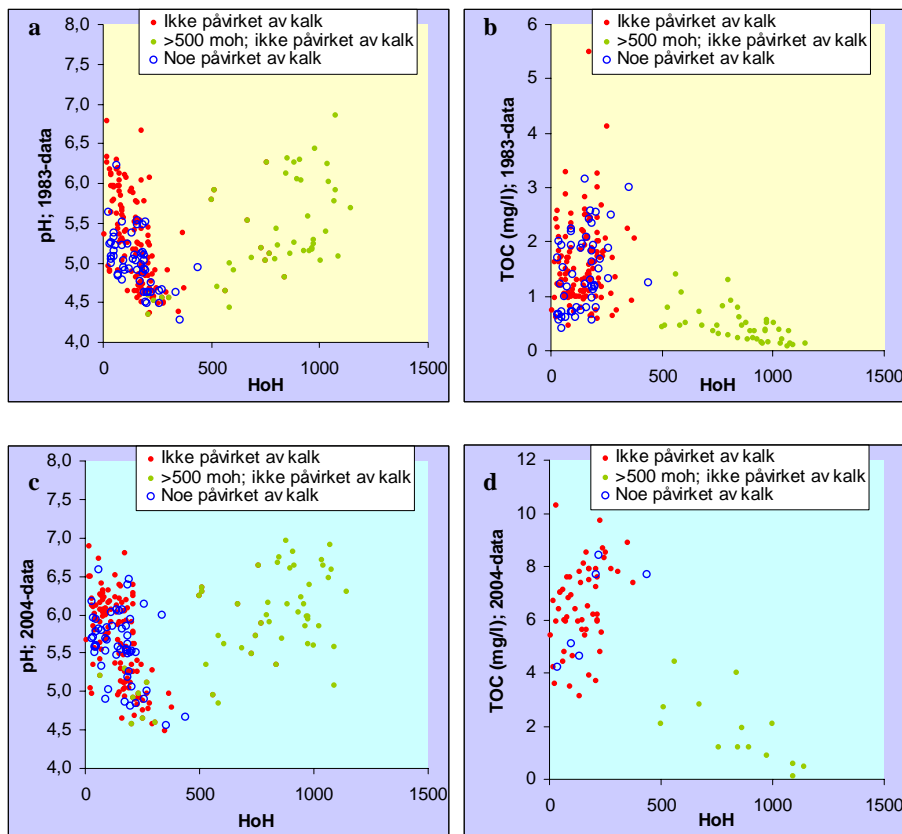 a
Ikke påvirket av kalk
>500 moh; ikke påvirket av kalk
Noe påvirket av kalk
8,0
7,5
7,0
6,5
6,0
5,5
5,0
4,5
4,0
pH; 1983-data
0
500
1000
1500
HoH
b
Ikke påvirket av kalk
>500 moh; ikke påvirket av kalk
Noe påvirket av kalk
6
5
4
3
2
1
0
TOC (mg/l); 1983-data
0
500
1000
1500
HoH
c
Ikke påvirket av kalk
>500 moh; ikke påvirket av kalk
Noe påvirket av kalk
8,0
7,5
7,0
6,5
6,0
5,5
5,0
4,5
4,0
pH; 2004-data
0
500
1000
1500
HoH
d
Ikke påvirket av kalk
>500 moh; ikke påvirket av kalk
Noe påvirket av kalk
12
10
8
6
4
2
0
TOC (mg/l); 2004-data
0
500
1000
1500
HoH